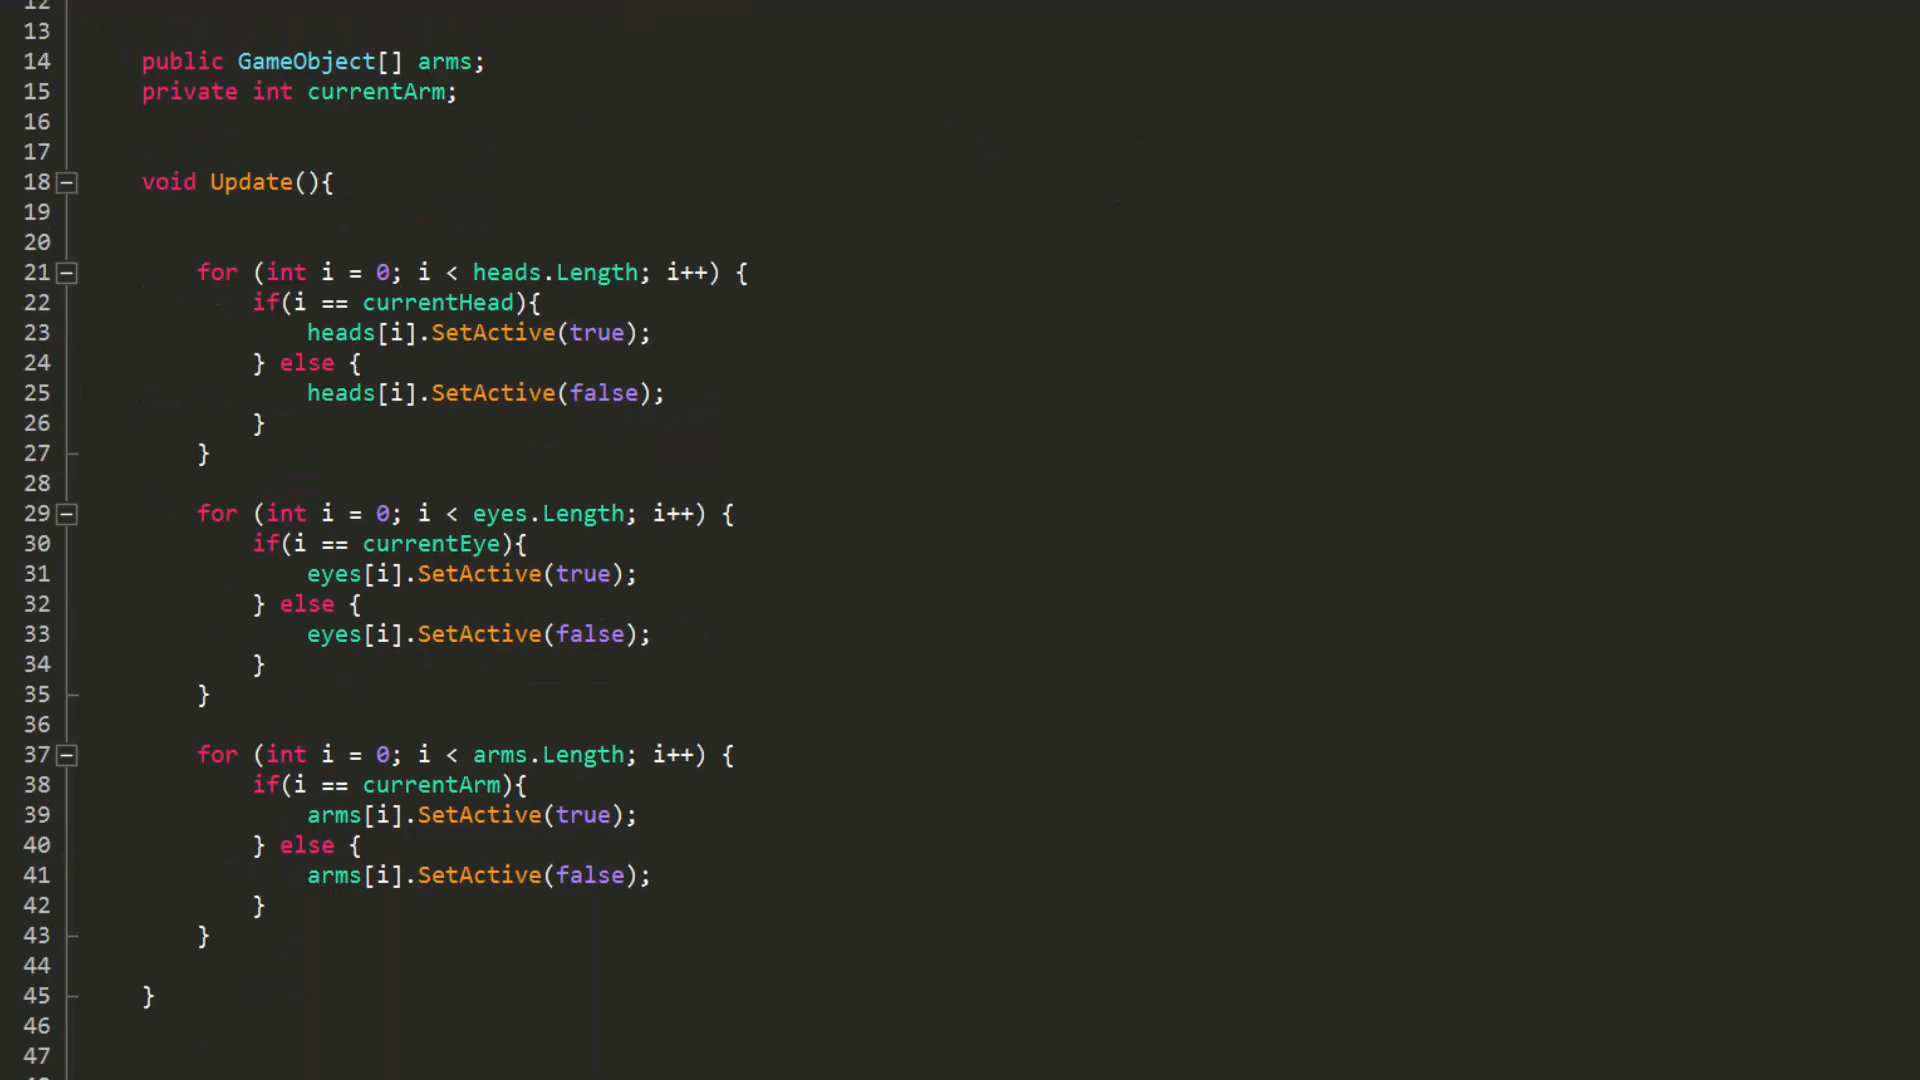 12
13
14 public GameObject[] arms;
15 private int currentArm;
16
17
18 void Update(){
19
20
21 for (int i = 0; i < heads.Length; i++) {
22 if(i == currentHead){
23 heads[i].SetActive(true);
24 } else {
25 heads[i].SetActive(false);
26 }
27 }
28
29 for (int i = 0; i < eyes.Length; i++) {
30 if(i == currentEye){
31 eyes[i].SetActive(true);
32 } else {
33 eyes[i].SetActive(false);
34 }
35 }
36
37 for (int i = 0; i < arms.Length; i++) {
38 if(i == currentArm){
39 arms[i].SetActive(true);
40 } else {
41 arms[i].SetActive(false);
42 }
43 }
44
45 }
46
47